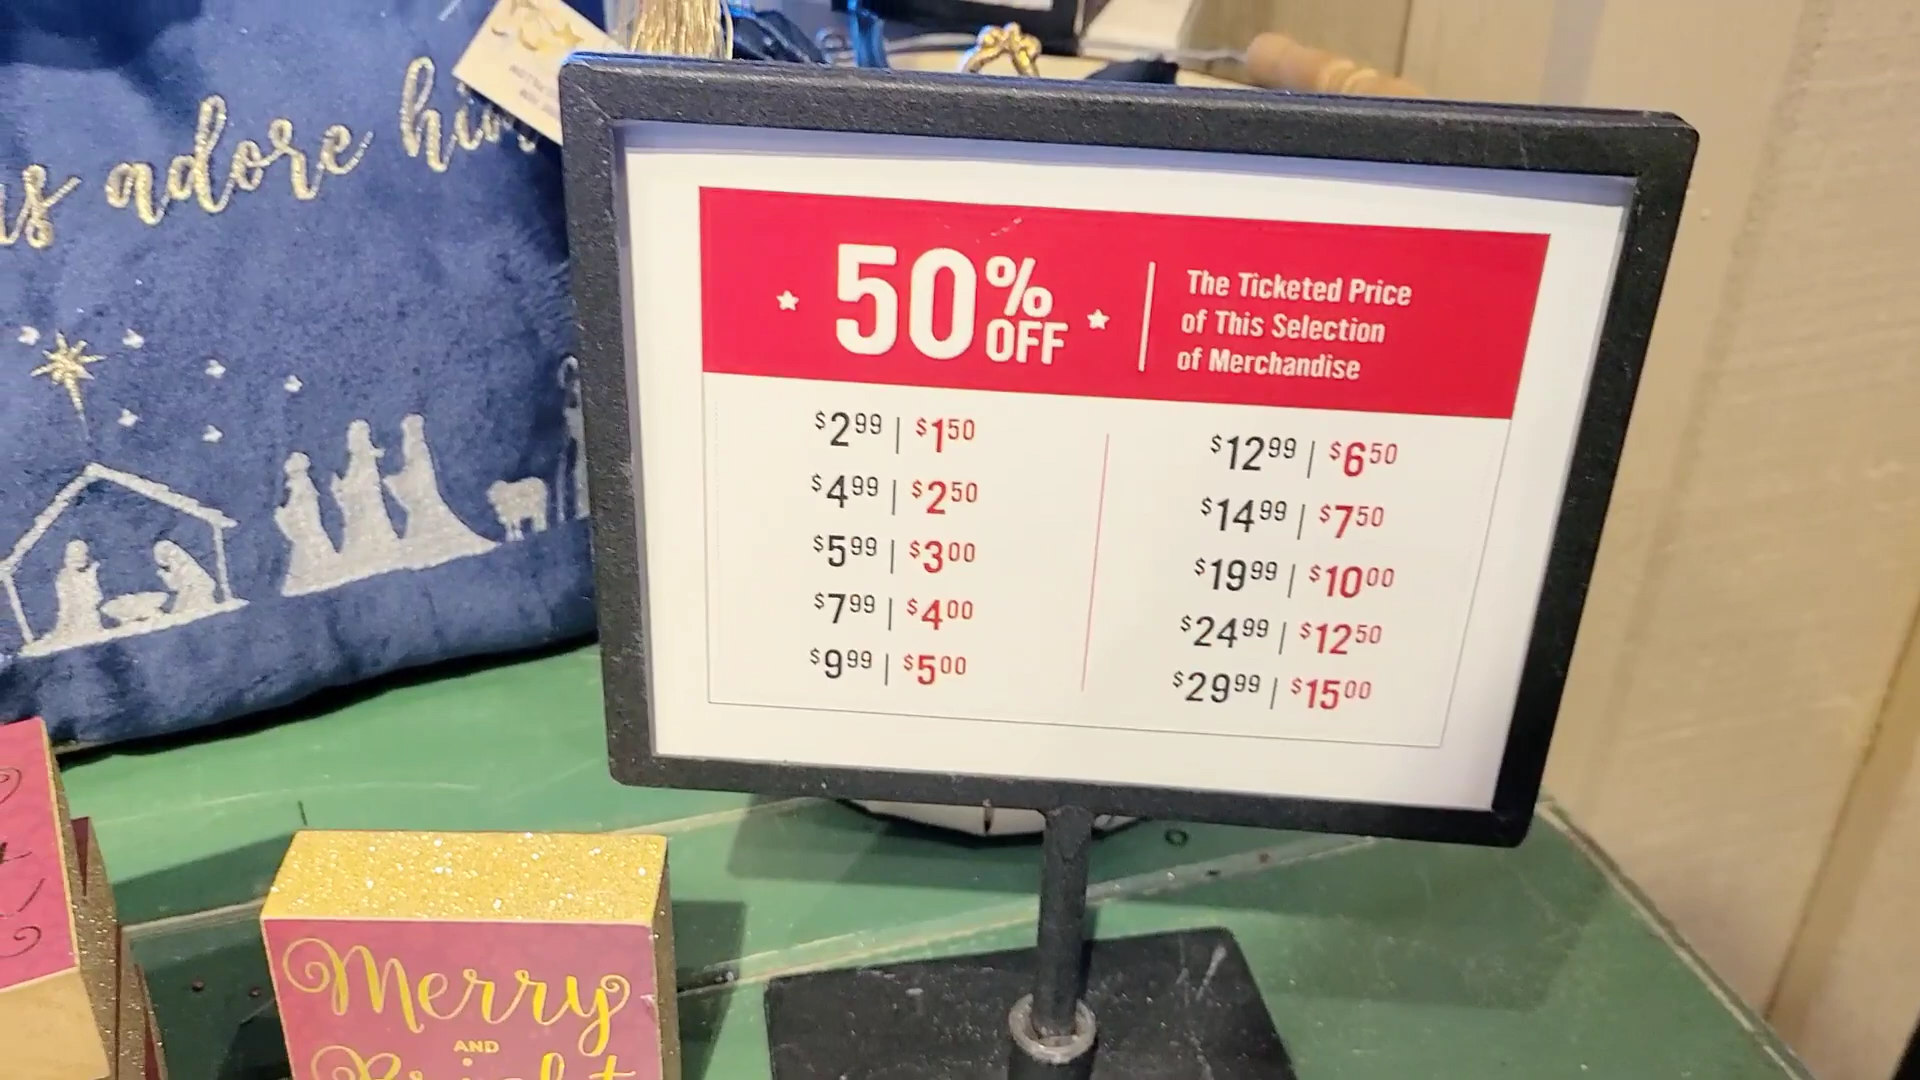 adore him
50% OFF
The Ticketed Price
of This Selection
of Merchandise
$2.99 | $1.50
$4.99 | $2.50
$5.99 | $3.00
$7.99 | $4.00
$9.99 | $5.00
$12.99 | $6.50
$14.99 | $7.50
$19.99 | $10.00
$24.99 | $12.50
$29.99 | $15.00
Merry
AND
Bright